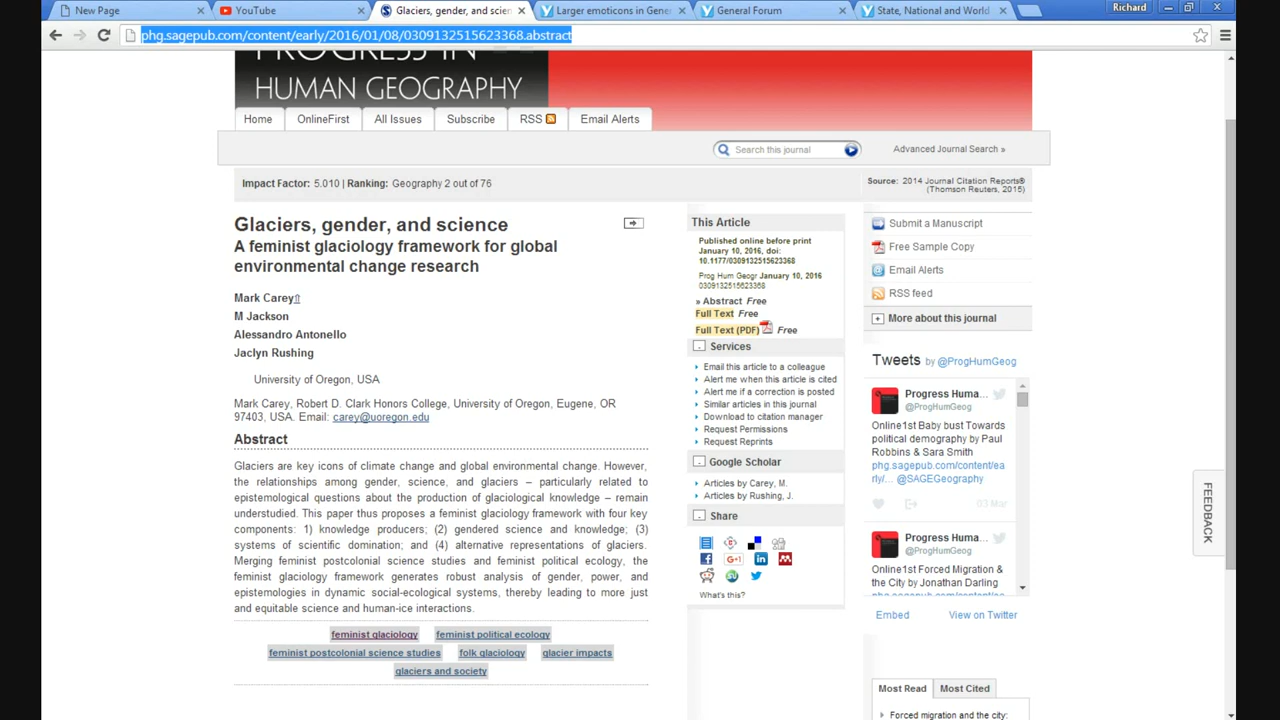 New Page
YouTube
Glaciers, gender, and scien
Larger emoticons in Gener
General Forum
State, National and World
Richard
phg.sagepub.com/content/early/2016/01/08/0309132515623368.abstract
PROGRESS IN
HUMAN GEOGRAPHY
Home
OnlineFirst
All Issues
Subscribe
RSS
Email Alerts
Search this journal
Advanced Journal Search »
Impact Factor: 5.010 | Ranking: Geography 2 out of 76
Source: 2014 Journal Citation Reports®
(Thomson Reuters, 2015)
Glaciers, gender, and science
A feminist glaciology framework for global
environmental change research
Mark Carey⇑
M Jackson
Alessandro Antonello
Jaclyn Rushing
University of Oregon, USA
Mark Carey, Robert D. Clark Honors College, University of Oregon, Eugene, OR
97403, USA. Email: carey@uoregon.edu
Abstract
Glaciers are key icons of climate change and global environmental change. However,
the relationships among gender, science, and glaciers – particularly related to
epistemological questions about the production of glaciological knowledge – remain
understudied. This paper thus proposes a feminist glaciology framework with four key
components: 1) knowledge producers; (2) gendered science and knowledge; (3)
systems of scientific domination; and (4) alternative representations of glaciers.
Merging feminist postcolonial science studies and feminist political ecology, the
feminist glaciology framework generates robust analysis of gender, power, and
epistemologies in dynamic social-ecological systems, thereby leading to more just
and equitable science and human-ice interactions.
feminist glaciology feminist political ecology
feminist postcolonial science studies folk glaciology glacier impacts
glaciers and society
This Article
Published online before print
January 10, 2016, doi:
10.1177/0309132515623368
Prog Hum Geogr January 10, 2016
0309132515623368
» Abstract Free
Full Text Free
Full Text (PDF) Free
Services
Email this article to a colleague
Alert me when this article is cited
Alert me if a correction is posted
Similar articles in this journal
Download to citation manager
Request Permissions
Request Reprints
Google Scholar
Articles by Carey, M.
Articles by Rushing, J.
Share
What's this?
Submit a Manuscript
Free Sample Copy
Email Alerts
RSS feed
More about this journal
Tweets by @ProgHumGeog
Progress Huma...
@ProgHumGeog
Online1st Baby bust Towards
political demography by Paul
Robbins & Sara Smith
phg.sagepub.com/content/ea
rly/... @SAGEGeography
03 Mar
Progress Huma...
@ProgHumGeog
Online1st Forced Migration &
the City by Jonathan Darling
phg.sagepub.com/content/earl
Embed
View on Twitter
Most Read
Most Cited
Forced migration and the city:
FEEDBACK